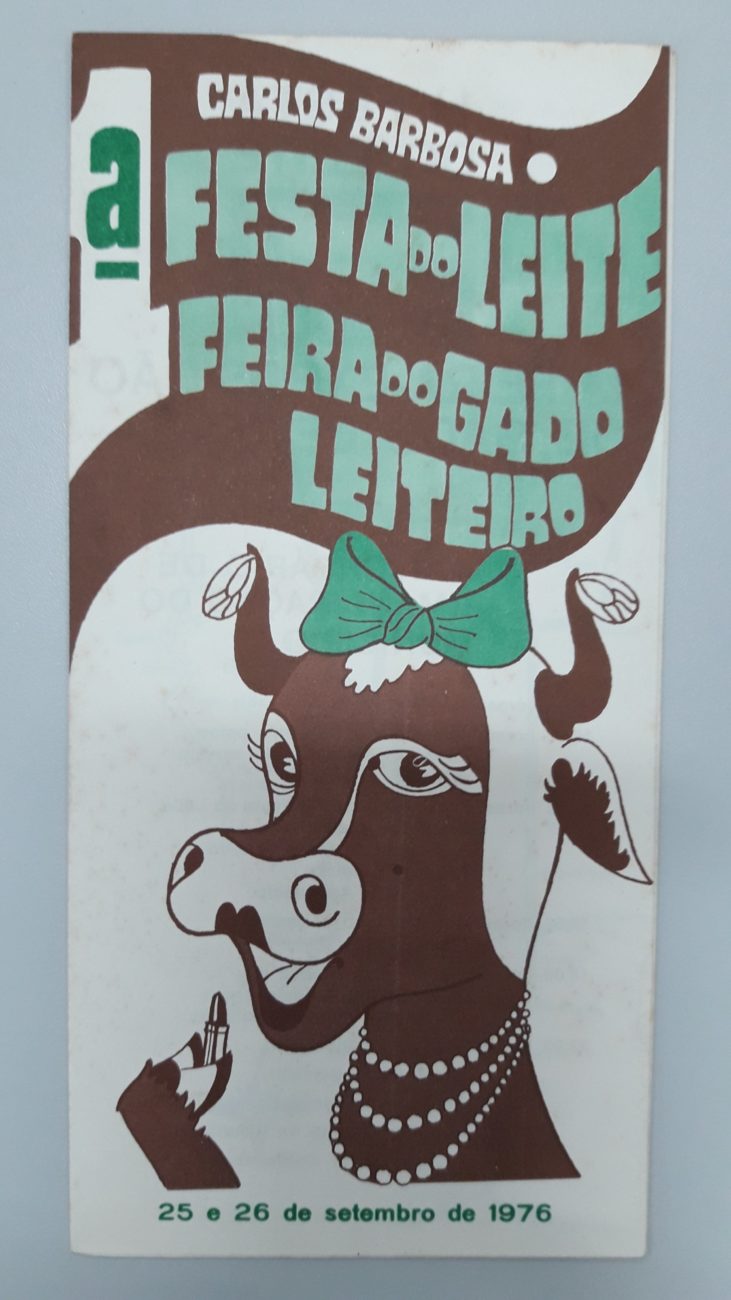 CARLOS BARBOSA
1ª FESTA DO LEITE
FEIRA DO GADO
LEITEIRO
25 e 26 de setembro de 1976